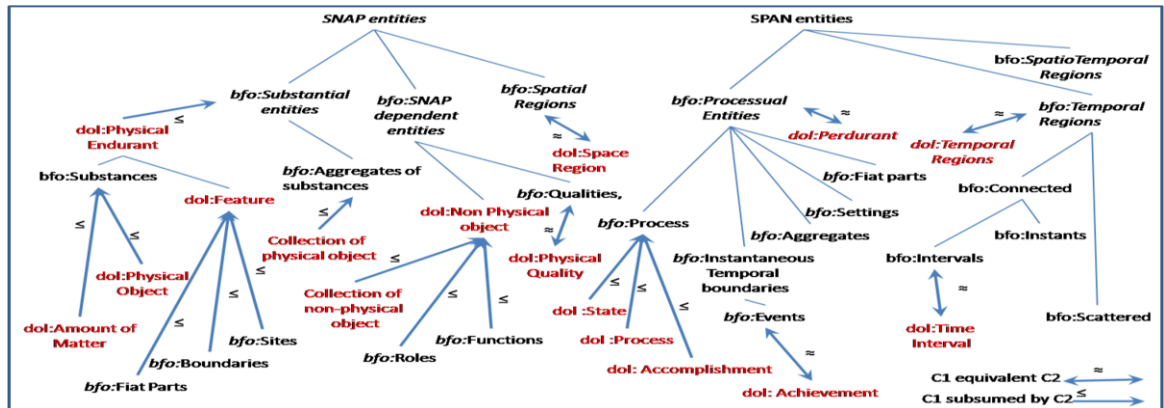 SNAP entities
SPAN entities
bfo:SpatioTemporal
Regions
bfo:Substantial
entities
bfo:SNAP
dependent
entities
bfo:Spatial
Regions
bfo:Processual
Entities
bfo:Temporal
Regions
≤
≈
≈
≈
dol:Physical
Endurant
dol:Perdurant
dol:Temporal
Regions
dol:Space
Region
bfo:Substances
bfo:Aggregates of
substances
bfo:Fiat parts
bfo:Connected
dol:Feature
bfo:Qualities,
≤
dol:Non Physical
object
bfo:Process
bfo:Settings
≤
≤
≤
≈
bfo:Aggregates
bfo:Instants
Collection of
physical object
dol:Physical
Quality
bfo:Instantaneous
Temporal
boundaries
bfo:Intervals
dol:Physical
Object
≤
≤
≤
≤
≤
≤
≈
Collection of
non-physical
object
dol :State
bfo:Events
dol:Amount of
Matter
≤
≤
bfo:Sites
bfo:Functions
dol :Process
dol:Time
Interval
bfo:Scattered
bfo:Boundaries
bfo:Roles
≈
dol: Accomplishment
bfo:Fiat Parts
dol: Achievement
C1 equivalent C2 ≈
C1 subsumed by C2 ≤